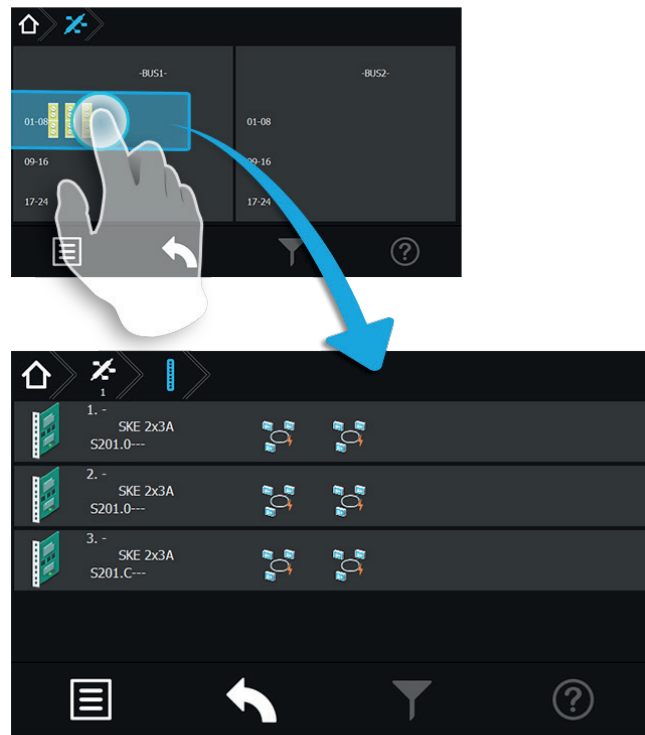 -BUS1-
-BUS2-
01-08
01-08
09-16
09-16
17-24
17-24
1
1. -
SKE 2x3A
S201.0---
2. -
SKE 2x3A
S201.0---
3. -
SKE 2x3A
S201.C---
?